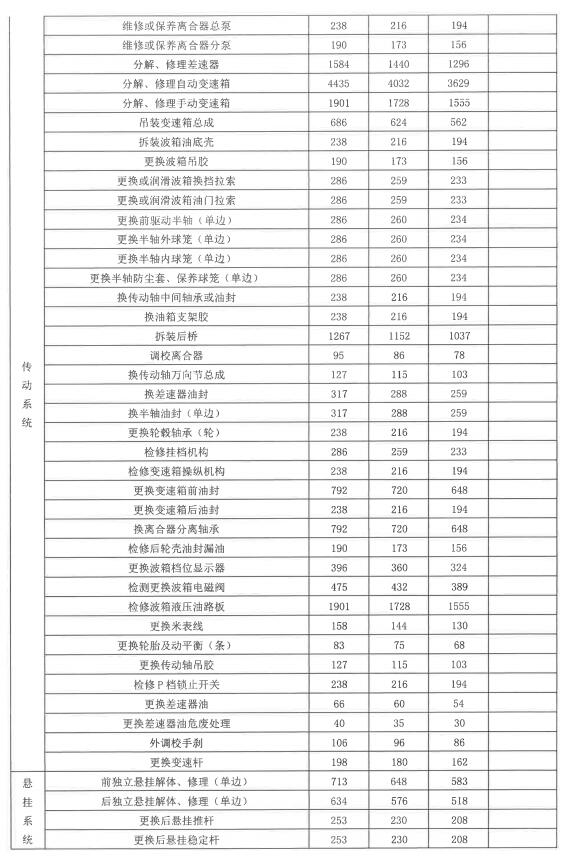 维修或保养离合器总泵 238 216 194
维修或保养离合器分泵 190 173 156
分解、修理差速器 1584 1440 1296
分解、修理自动变速箱 4435 4032 3629
分解、修理手动变速箱 1901 1728 1555
吊装变速箱总成 686 624 562
拆装波箱油底壳 238 216 194
更换波箱吊胶 190 173 156
更换或润滑波箱换挡拉索 286 259 233
更换或润滑波箱油门拉索 286 259 233
更换前驱动半轴（单边） 286 260 234
更换半轴外球笼（单边） 286 260 234
更换半轴内球笼（单边） 286 260 234
更换半轴防尘套、保养球笼（单边） 286 260 234
换传动轴中间轴承或油封 238 216 194
换油箱支架胶 238 216 194
拆装后桥 1267 1152 1037
调校离合器 95 86 78
换传动轴万向节总成 127 115 103
换差速器油封 317 288 259
换半轴油封（单边） 317 288 259
更换轮毂轴承（轮） 238 216 194
检修挂档机构 286 259 233
检修变速箱操纵机构 238 216 194
更换变速箱前油封 792 720 648
更换变速箱后油封 238 216 194
换离合器分离轴承 792 720 648
检修后轮壳油封漏油 190 173 156
更换波箱档位显示器 396 360 324
检测更换波箱电磁阀 475 432 389
检修波箱液压油路板 1901 1728 1555
更换米表线 158 144 130
更换轮胎及动平衡（条） 83 75 68
更换传动轴吊胶 127 115 103
检修 P 档锁止开关 238 216 194
更换差速器油 66 60 54
更换差速器油危废处理 40 35 30
外调校手刹 106 96 86
更换变速杆 198 180 162
传动系统
前独立悬挂解体、修理（单边） 713 648 583
后独立悬挂解体、修理（单边） 634 576 518
更换后悬挂推杆 253 230 208
更换后悬挂稳定杆 253 230 208
悬挂系统